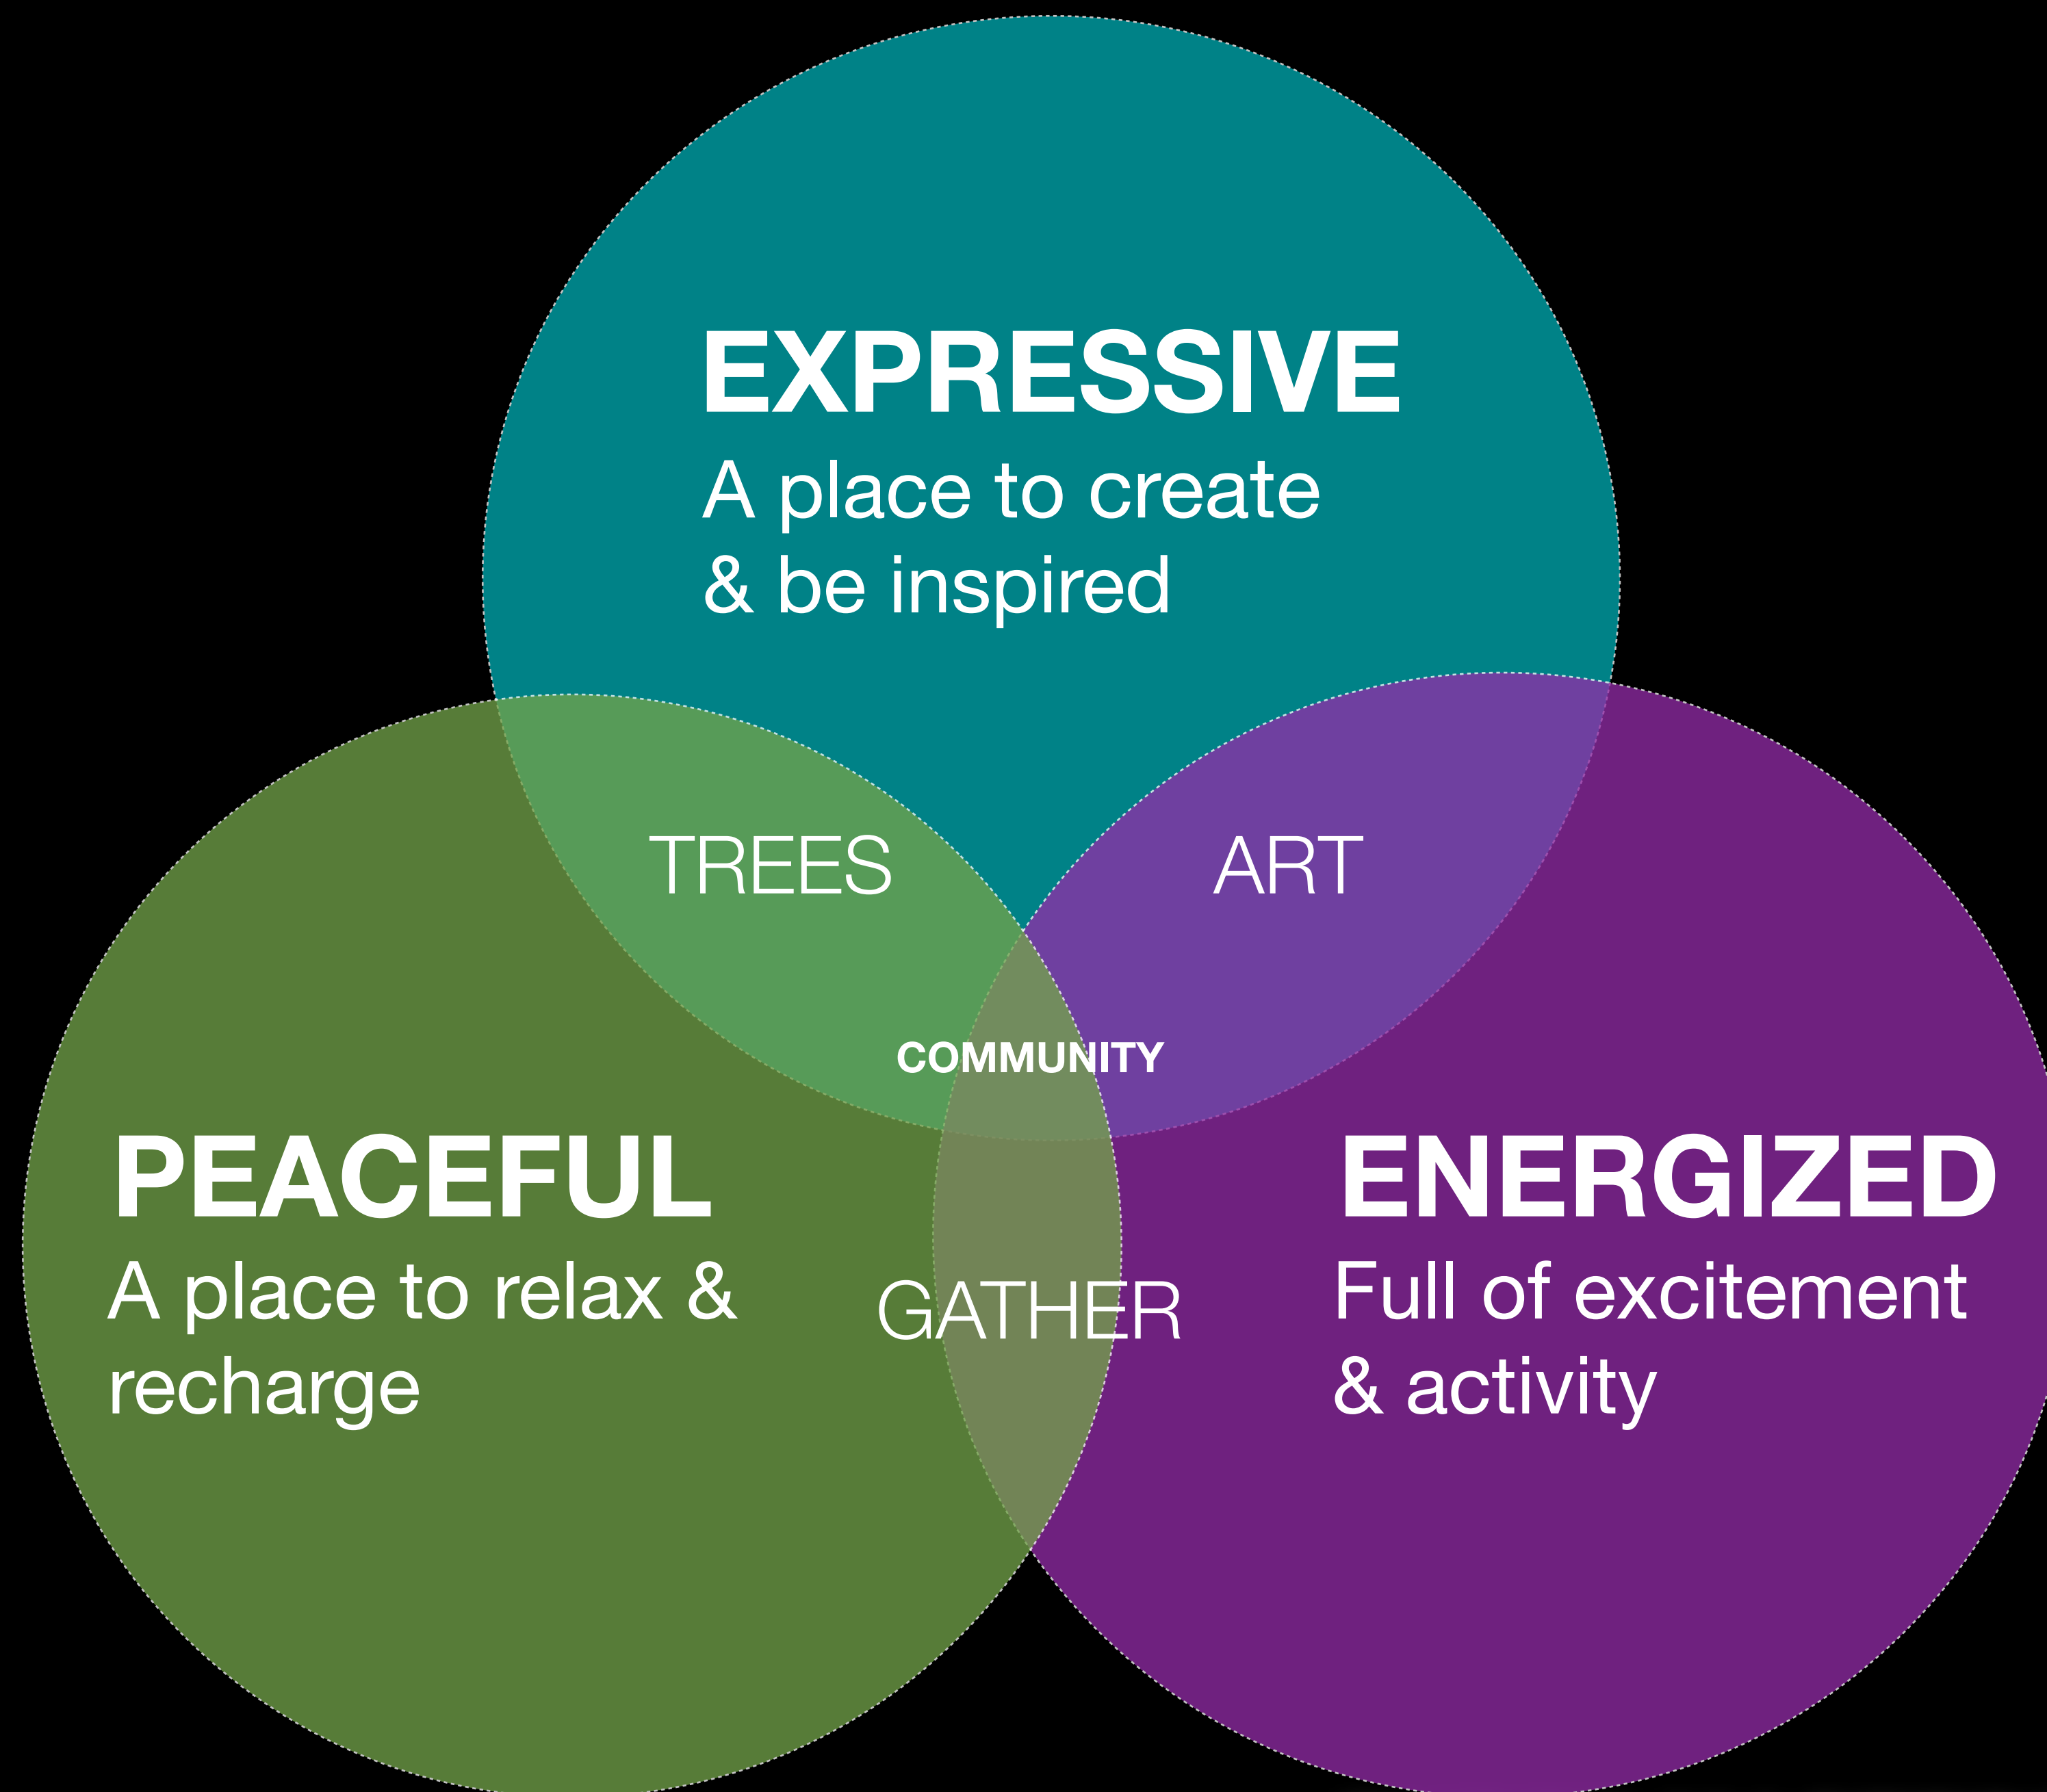 EXPRESSIVE
A place to create
& be inspired
TREES
ART
COMMUNITY
PEACEFUL
A place to relax &
recharge
GATHER
ENERGIZED
Full of excitement
& activity